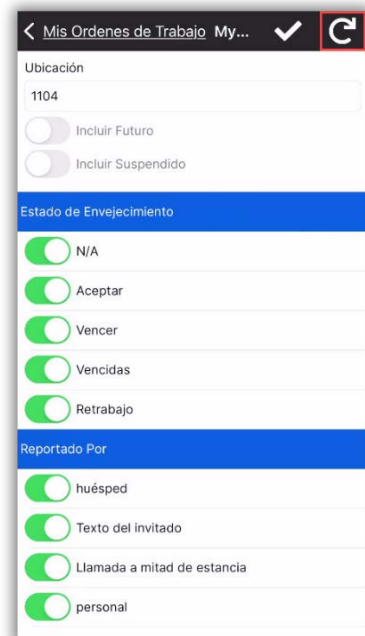 Mis Ordenes de Trabajo My...
Ubicación
1104
Incluir Futuro
Incluir Suspendido
Estado de Envejecimiento
N/A
Aceptar
Vencer
Vencidas
Retrabajo
Reportado Por
huésped
Texto del invitado
Llamada a mitad de estancia
personal